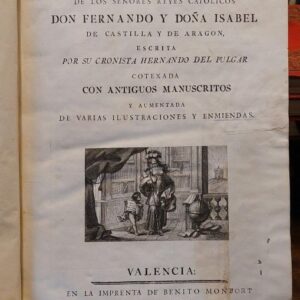 DE LOS SEÑORES REYES CATÓLICOS
DON FERNANDO Y DOÑA ISABEL
DE CASTILLA Y DE ARAGON,
ESCRITA
POR SU CRONISTA HERNANDO DEL PULGAR
COTEXADA
CON ANTIGUOS MANUSCRITOS
Y AUMENTADA
DE VARIAS ILUSTRACIONES Y ENMIENDAS.
VALENCIA:
EN LA IMPRENTA DE BENITO MONFORT